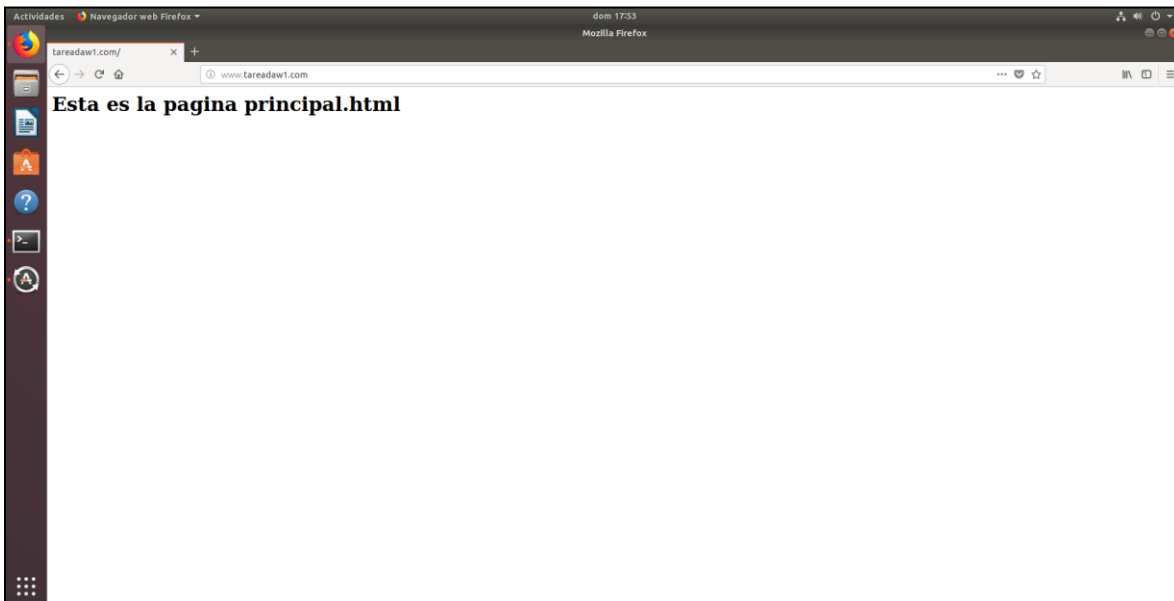 Actividades Navegador web Firefox dom 17:53
Mozilla Firefox
tareadaw1.com/
www.tareadaw1.com
Esta es la pagina principal.html